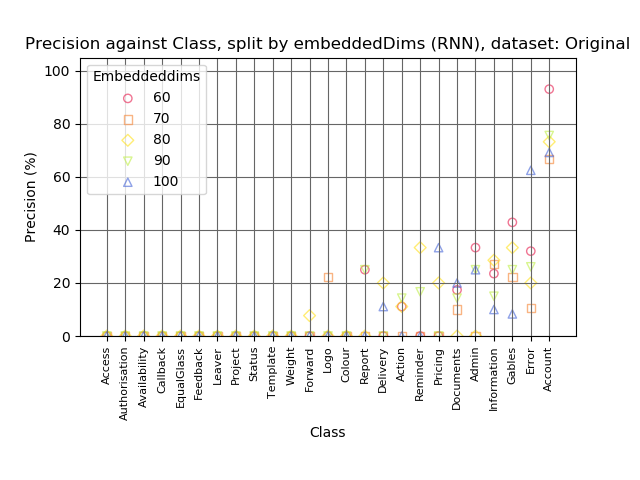 Precision against Class, split by embeddedDims (RNN), dataset: Original
Embeddeddims
60
70
80
90
100
Precision (%)
100
80
60
40
20
0
Access
Authorisation
Availability
Callback
EqualGlass
Feedback
Leaver
Project
Status
Template
Weight
Forward
Logo
Colour
Report
Delivery
Action
Reminder
Pricing
Documents
Admin
Information
Gables
Error
Account
Class